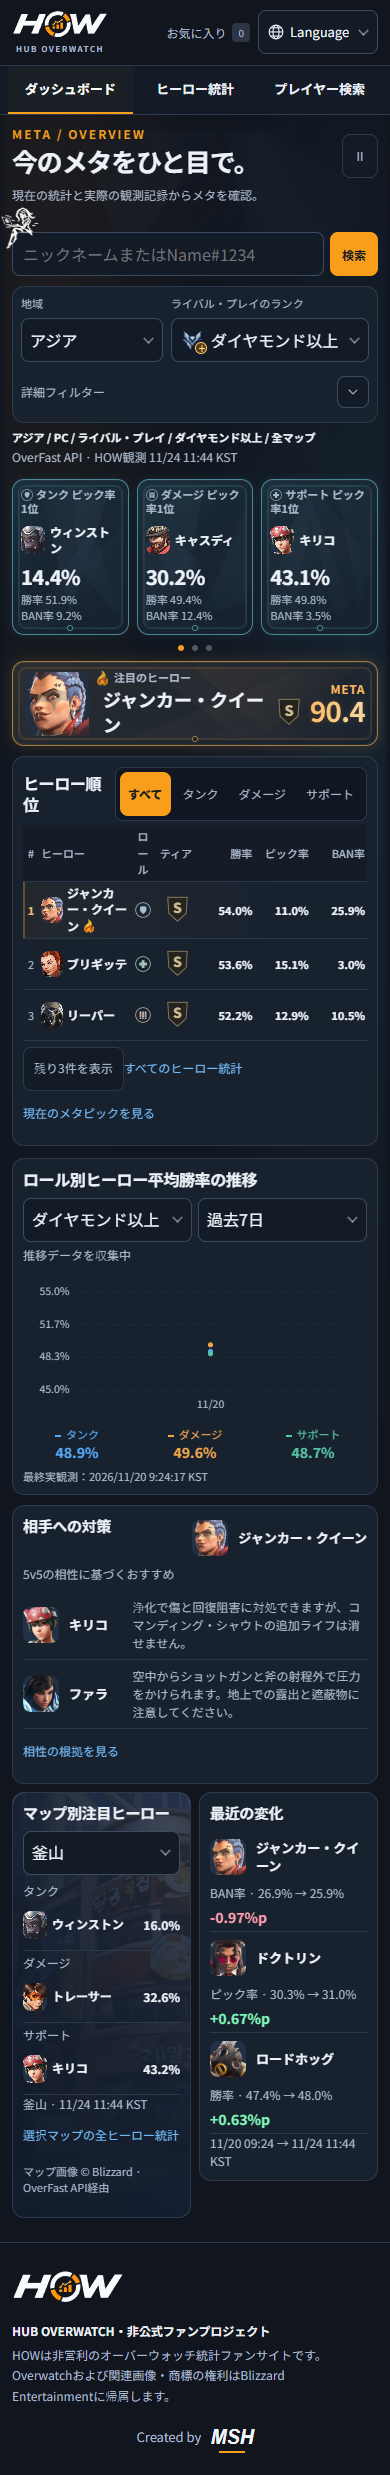 HOW
HUB OVERWATCH
お気に入り 0
Language
ダッシュボード
ヒーロー統計
プレイヤー検索
META / OVERVIEW
今のメタをひと目で。
現在の統計と実際の観測記録からメタを確認。
ニックネームまたはName#1234
検索
地域
ライバル・プレイのランク
アジア
ダイヤモンド以上
詳細フィルター
アジア / PC / ライバル・プレイ / ダイヤモンド以上 / 全マップ
OverFast API · HOW観測 11/24 11:44 KST
タンク ピック率
1位
ウィンスト
ン
14.4%
勝率 51.9%
BAN率 9.2%
ダメージ ピック
率1位
キャスディ
30.2%
勝率 49.4%
BAN率 12.4%
サポート ピック
率1位
キリコ
43.1%
勝率 49.8%
BAN率 3.5%
注目のヒーロー
ジャンカー・クイー
ン
S
META
90.4
ヒーロー順
位
すべて
タンク
ダメージ
サポート
# ヒーロー
ロ
ー
ル
ティア 勝率 ピック率 BAN率
1 ジャンカ
ー・クイー
ン
S 54.0% 11.0% 25.9%
2 ブリギッテ S 53.6% 15.1% 3.0%
3 リーパー S 52.2% 12.9% 10.5%
残り3件を表示 すべてのヒーロー統計
現在のメタピックを見る
ロール別ヒーロー平均勝率の推移
ダイヤモンド以上
過去7日
推移データを収集中
55.0%
51.7%
48.3%
45.0%
11/20
タンク
48.9%
ダメージ
49.6%
サポート
48.7%
最終実観測：2026/11/20 9:24:17 KST
相手への対策
ジャンカー・クイーン
5v5の相性に基づくおすすめ
キリコ
浄化で傷と回復阻害に対処できますが、コ
マンディング・シャウトの追加ライフは消
せません。
ファラ
空中からショットガンと斧の射程外で圧力
をかけられます。地上での露出と遮蔽物に
注意してください。
相性の根拠を見る
マップ別注目ヒーロー
釜山
タンク
ウィンストン 16.0%
ダメージ
トレーサー 32.6%
サポート
キリコ 43.2%
釜山 · 11/24 11:44 KST
選択マップの全ヒーロー統計
マップ画像 © Blizzard ·
OverFast API経由
最近の変化
ジャンカー・クイ
ーン
BAN率 · 26.9% → 25.9%
-0.97%p
ドクトリン
ピック率 · 30.3% → 31.0%
+0.67%p
ロードホッグ
勝率 · 47.4% → 48.0%
+0.63%p
11/20 09:24 → 11/24 11:44
KST
HOW
HUB OVERWATCH・非公式ファンプロジェクト
HOWは非営利のオーバーウォッチ統計ファンサイトです。
Overwatchおよび関連画像・商標の権利はBlizzard
Entertainmentに帰属します。
Created by MSH